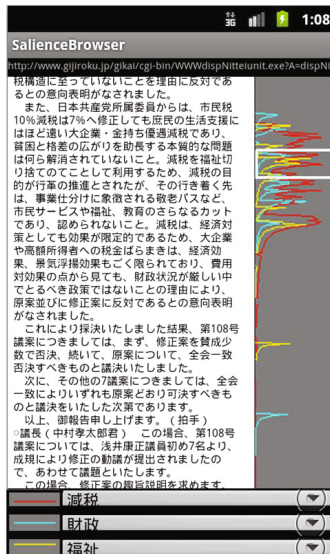 3G 1:08
SalienceBrowser
http://www.gijiroku.jp/gikai/cgi-bin/WWWdispNitteiunit.exe?A=dispNi
税構造に至っていないことを理由に反対であ
るとの意向表明がなされました。
また、日本共産党所属委員からは、市民税
10%減税は7%へ修正しても庶民の生活支援に
はほど遠い大企業・金持ち優遇減税であり、
貧困と格差の広がりを助長する本質的な問題
は何ら解消されていないこと。減税を福祉切
り捨てのてことして利用するため、減税の目
的が行革の推進とされたが、その行き着く先
は、事業仕分けに象徴される敬老パスなど、
市民サービスや福祉、教育のさらなるカット
であり、認められないこと。減税は、経済対
策としても効果が限定的であるため、大企業
や高額所得者への税金ばらまきは、経済効
果、景気浮揚効果もごく限られており、費用
対効果の点から見ても、財政状況が厳しい中
でとるべき政策ではないことの理由により、
原案並びに修正案に反対であるとの意向表明
がなされました。
これにより採決いたしました結果、第108号
議案につきましては、まず、修正案を賛成少
数で否決、続いて、原案について、全会一致
否決すべきものと議決いたしました。
次に、その他の7議案につきましては、全会
一致によりいずれも原案どおり可決すべきも
のと議決をいたした次第であります。
以上、御報告申し上げます。（拍手）
○議長（中村孝太郎君） この場合、第108号
議案については、浅井康正議員初め7名より、
成規により修正の動議が提出されましたの
で、あわせて議題といたします。
この場合、修正案の趣旨説明を求めます。
減税
財政
福祉